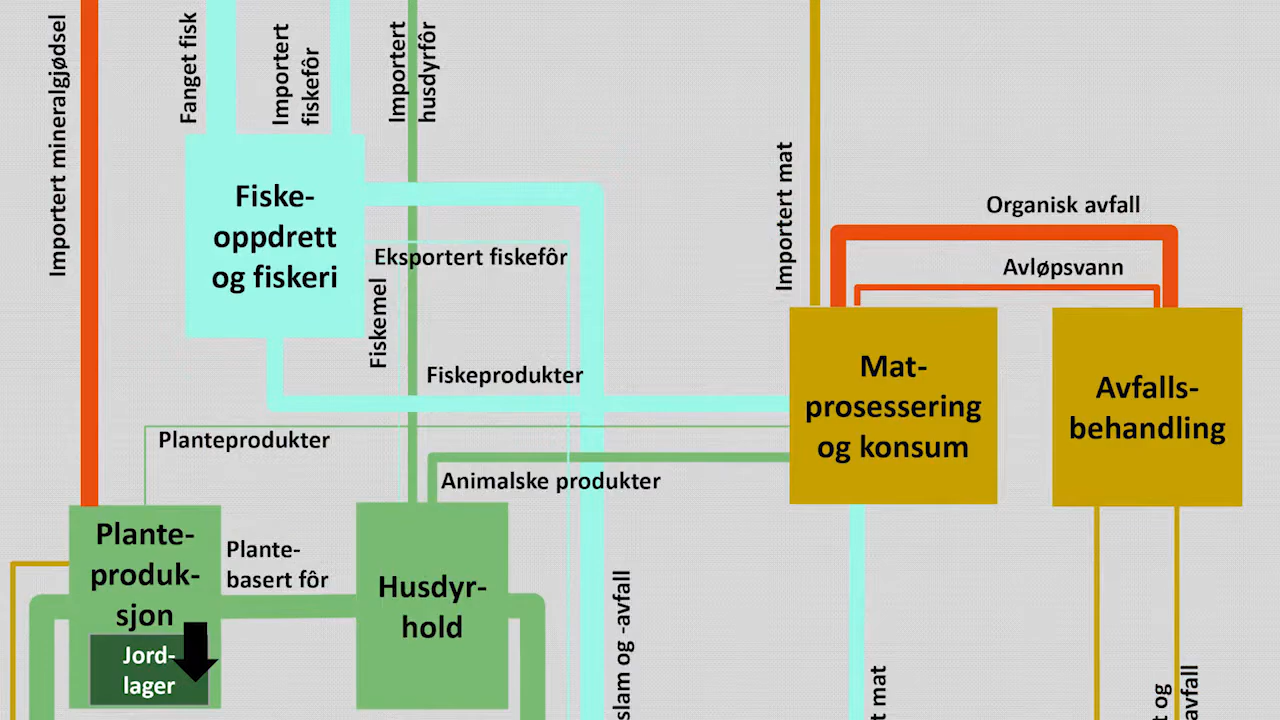 Importert mineralgjødsel
Fanget fisk
Importert
fiskefôr
Importert
husdyrfôr
Importert mat
Organisk avfall
Avløpsvann
Fiske-
oppdrett
og fiskeri
Eksportert fiskefôr
Fiskemel
Fiskeprodukter
Planteprodukter
Animalske produkter
Mat-
prosessering
og konsum
Avfalls-
behandling
Plante-
produk-
sjon
Jord-
lager
Plante-
basert fôr
Husdyr-
hold
slam og -avfall
t mat
t og
avfall